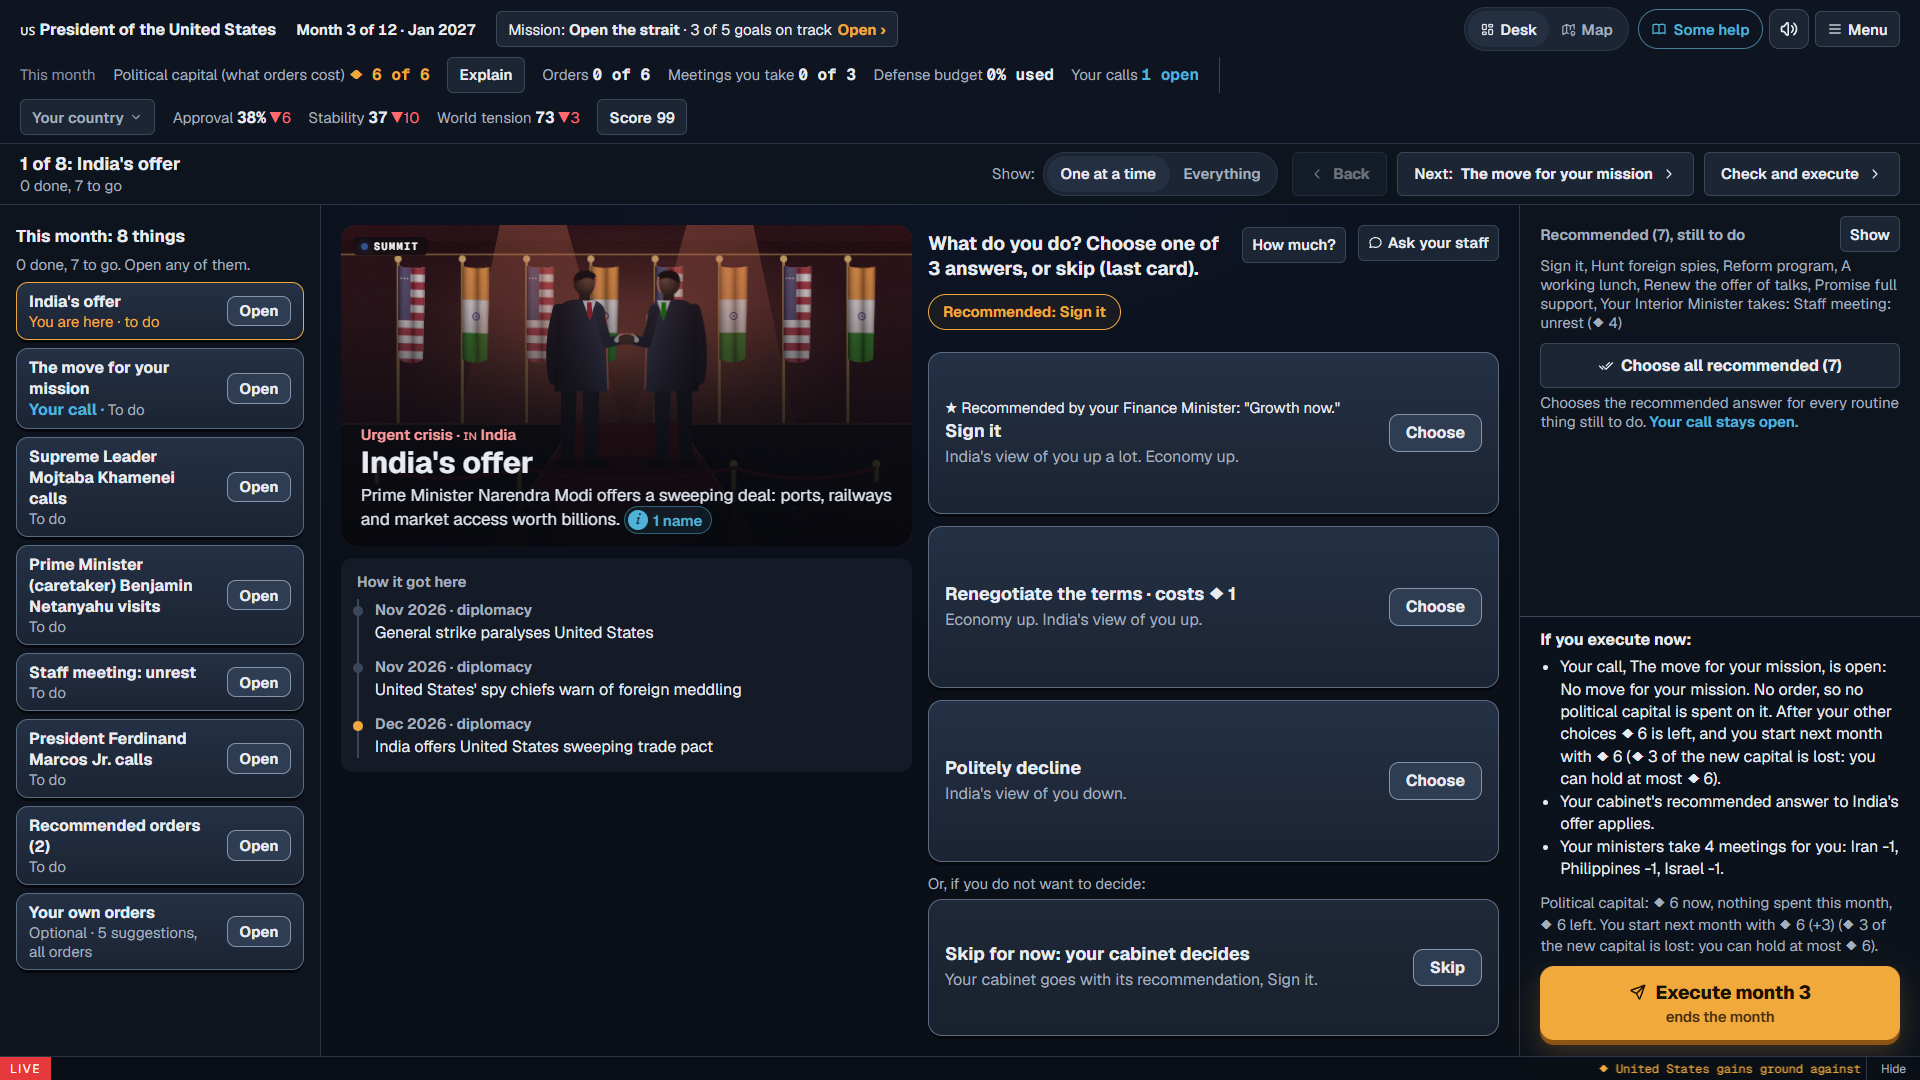 US President of the United States
Month 3 of 12 · Jan 2027
Mission: Open the strait · 3 of 5 goals on track Open ›
Desk
Map
Some help
Menu
This month
Political capital (what orders cost) ◆ 6 of 6
Explain
Orders 0 of 6
Meetings you take 0 of 3
Defense budget 0% used
Your calls 1 open
Your country
Approval 38% ▼6
Stability 37 ▼10
World tension 73 ▼3
Score 99
1 of 8: India's offer
0 done, 7 to go
Show:
One at a time
Everything
Back
Next: The move for your mission
Check and execute
This month: 8 things
0 done, 7 to go. Open any of them.
India's offer
You are here · to do
Open
The move for your
mission
Your call · To do
Open
Supreme Leader
Mojtaba Khamenei
calls
To do
Open
Prime Minister
(caretaker) Benjamin
Netanyahu visits
To do
Open
Staff meeting: unrest
To do
Open
President Ferdinand
Marcos Jr. calls
To do
Open
Recommended orders
(2)
To do
Open
Your own orders
Optional · 5 suggestions,
all orders
Open
SUMMIT
Urgent crisis · IN India
India's offer
Prime Minister Narendra Modi offers a sweeping deal: ports, railways
and market access worth billions. i 1 name
How it got here
Nov 2026 · diplomacy
General strike paralyses United States
Nov 2026 · diplomacy
United States' spy chiefs warn of foreign meddling
Dec 2026 · diplomacy
India offers United States sweeping trade pact
What do you do? Choose one of
3 answers, or skip (last card).
How much?
Ask your staff
Recommended: Sign it
★ Recommended by your Finance Minister: "Growth now."
Sign it
India's view of you up a lot. Economy up.
Choose
Renegotiate the terms · costs ◆ 1
Economy up. India's view of you up.
Choose
Politely decline
India's view of you down.
Choose
Or, if you do not want to decide:
Skip for now: your cabinet decides
Your cabinet goes with its recommendation, Sign it.
Skip
Recommended (7), still to do
Show
Sign it, Hunt foreign spies, Reform program, A
working lunch, Renew the offer of talks, Promise full
support, Your Interior Minister takes: Staff meeting:
unrest (◆ 4)
Choose all recommended (7)
Chooses the recommended answer for every routine
thing still to do. Your call stays open.
If you execute now:
• Your call, The move for your mission, is open:
No move for your mission. No order, so no
political capital is spent on it. After your other
choices ◆ 6 is left, and you start next month
with ◆ 6 (◆ 3 of the new capital is lost: you
can hold at most ◆ 6).
• Your cabinet's recommended answer to India's
offer applies.
• Your ministers take 4 meetings for you: Iran -1,
Philippines -1, Israel -1.
Political capital: ◆ 6 now, nothing spent this month,
◆ 6 left. You start next month with ◆ 6 (+3) (◆ 3 of
the new capital is lost: you can hold at most ◆ 6).
Execute month 3
ends the month
LIVE
◆ United States gains ground against
Hide